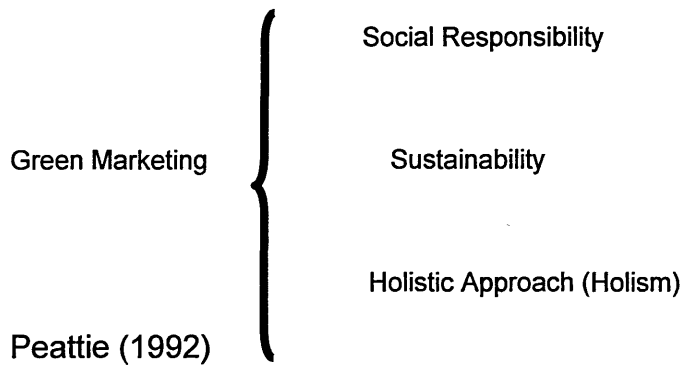 Social Responsibility
Green Marketing
Sustainability
Holistic Approach (Holism)
Peattie (1992)